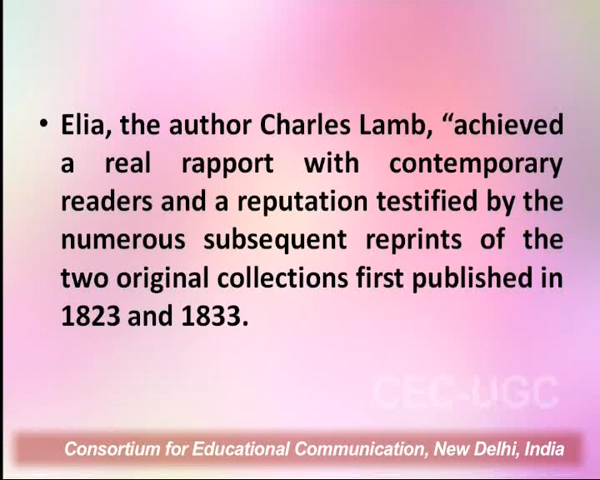 • Elia, the author Charles Lamb, “achieved
a real rapport with contemporary
readers and a reputation testified by the
numerous subsequent reprints of the
two original collections first published in
1823 and 1833.
CEC-UGC
Consortium for Educational Communication, New Delhi, India